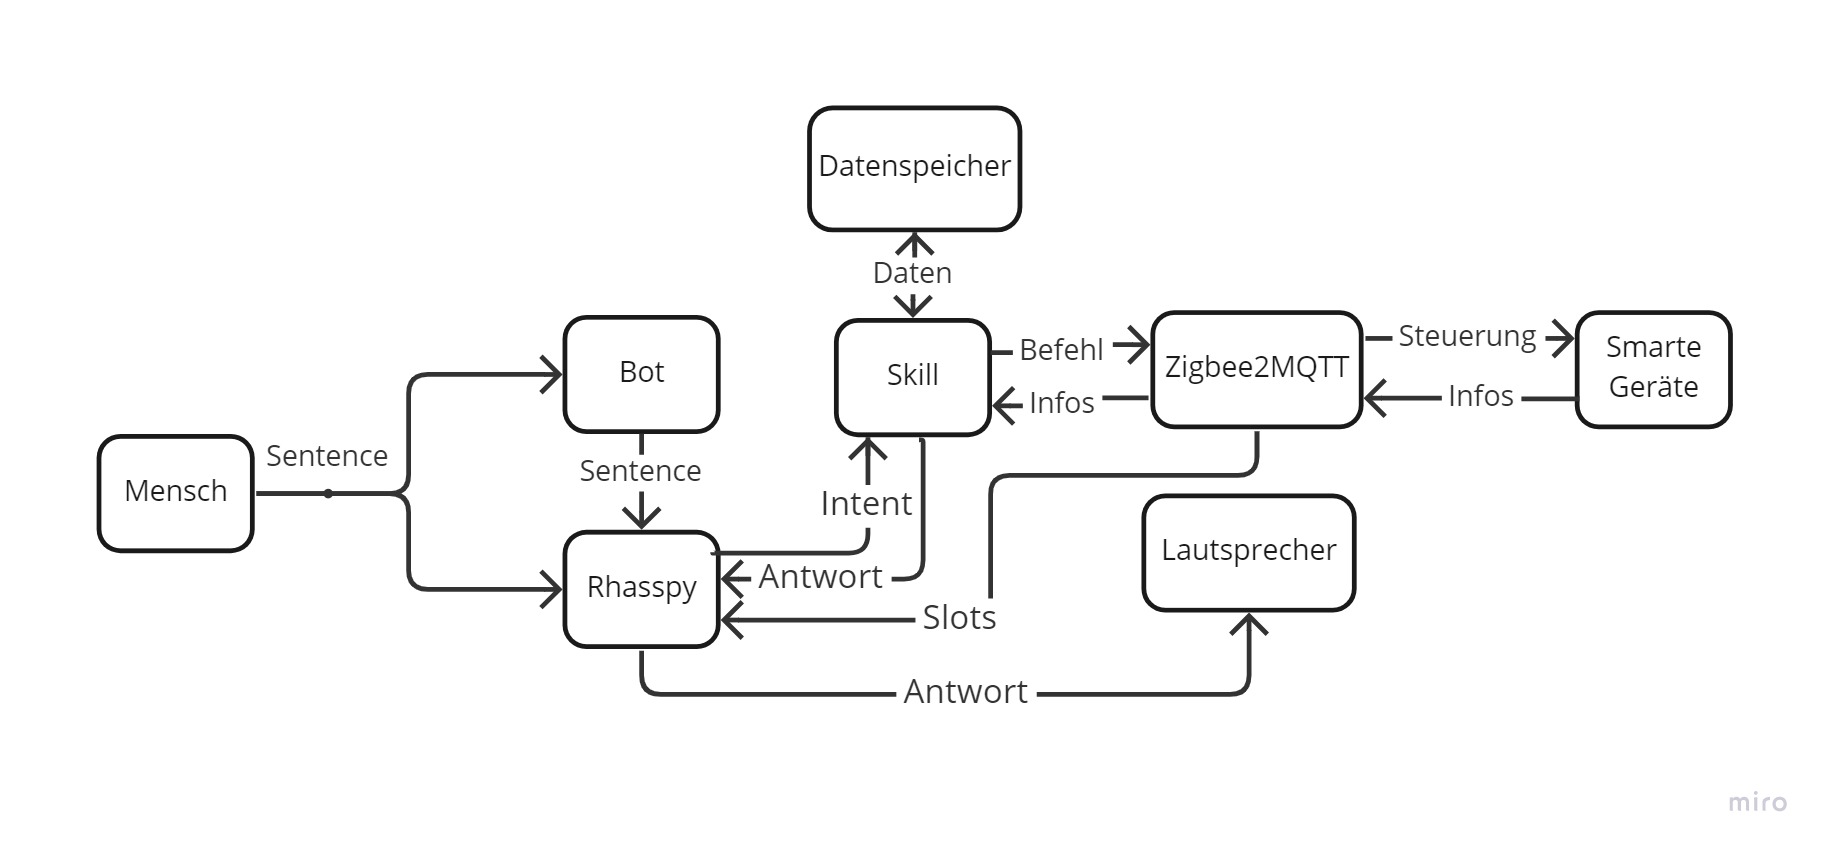 Datenspeicher
Daten
Bot
Skill
Befehl
Infos
Zigbee2MQTT
Steuerung
Infos
Smarte
Geräte
Mensch
Sentence
Sentence
Intent
Rhasspy
Antwort
Slots
Lautsprecher
Antwort
miro